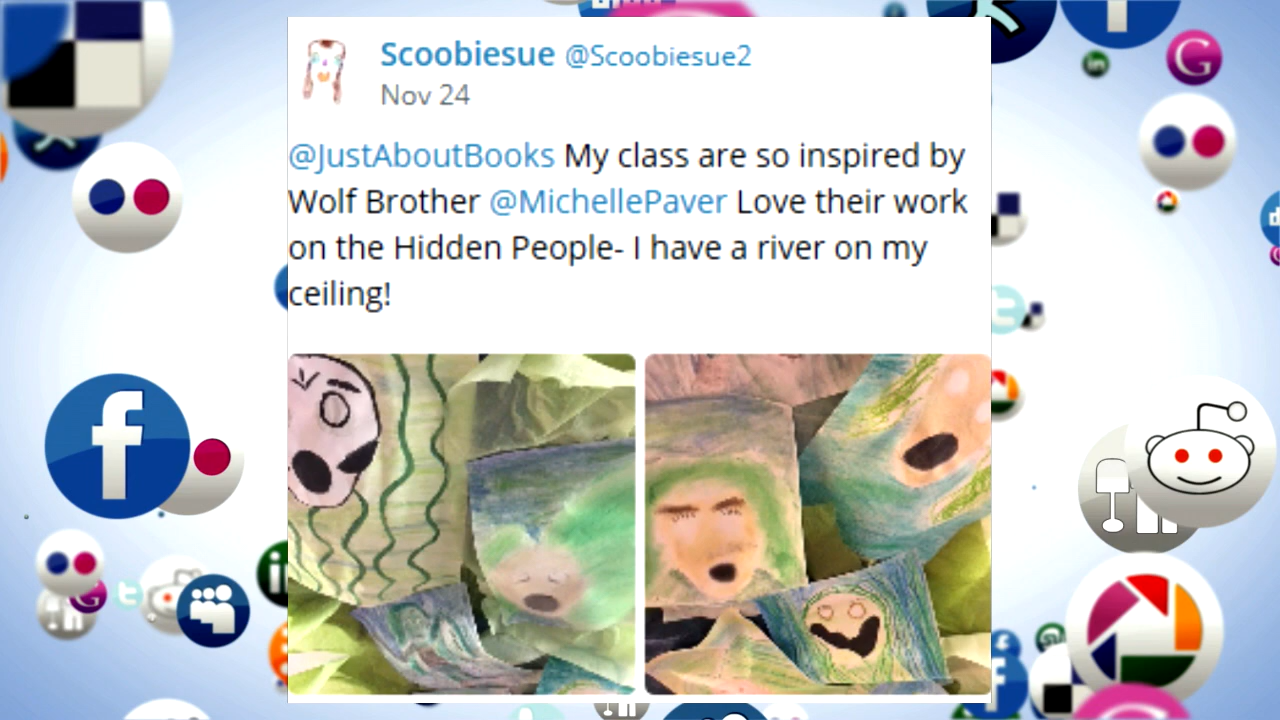 Scoobiesue @Scoobiesue2
Nov 24
@JustAboutBooks My class are so inspired by
Wolf Brother @MichellePaver Love their work
on the Hidden People- I have a river on my
ceiling!